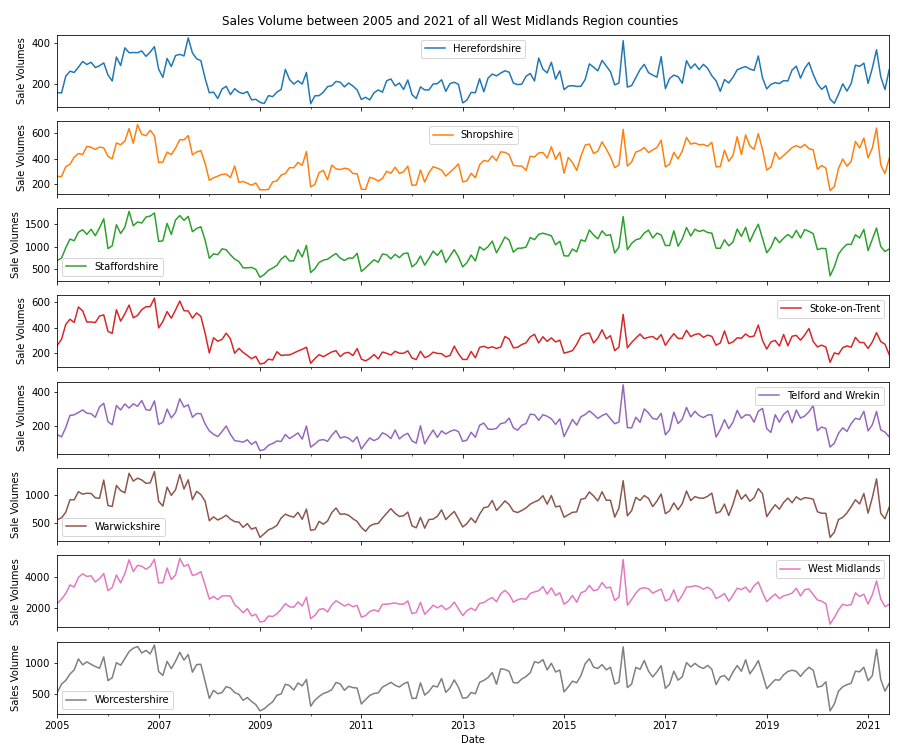 Sales Volume between 2005 and 2021 of all West Midlands Region counties
Sale Volumes
400
200
Herefordshire
Sale Volumes
600
400
200
Shropshire
Sale Volumes
1500
1000
500
Staffordshire
Sale Volumes
600
400
200
Stoke-on-Trent
Sale Volumes
400
200
Telford and Wrekin
Sale Volumes
1000
500
Warwickshire
Sale Volumes
4000
2000
West Midlands
Sales Volume
1000
500
Worcestershire
2005 2007 2009 2011 2013 2015 2017 2019 2021
Date